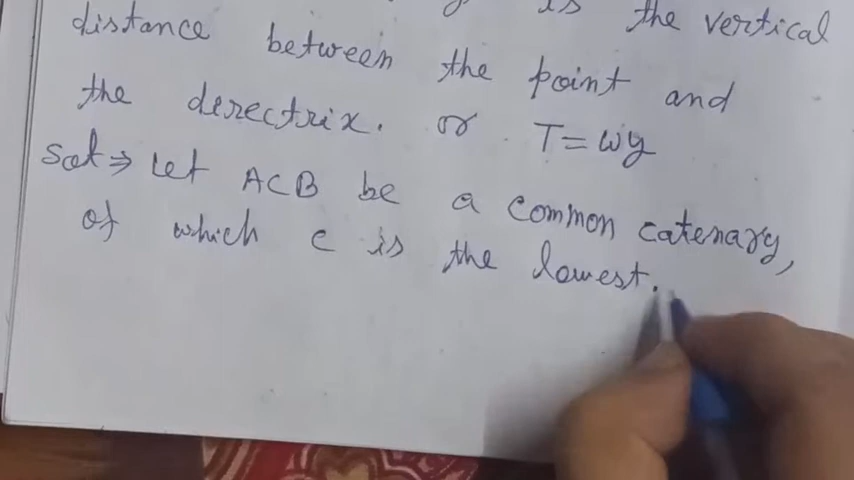 is the vertical
distance between the point and
the derectrix. or T = wy
Sol ⇒ Let ACB be a common catenary,
of which c is the lowest.